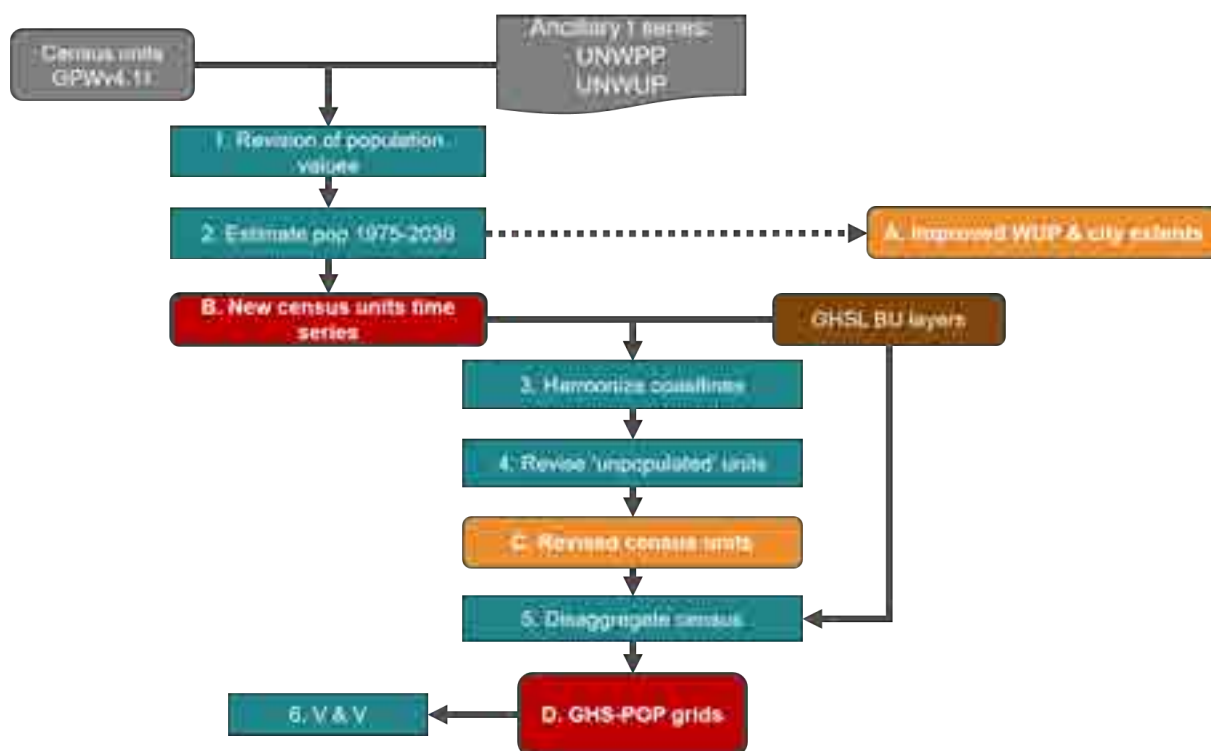 Census units
GPWv4.11
Ancillary t series:
UNWPP
UNWUP
1. Revision of population
values
2. Estimate pop 1975-2030
A. Improved WUP & city extents
B. New census units time
series
GHSL BU layers
3. Harmonize coastlines
4. Revise 'unpopulated' units
C. Revised census units
5. Disaggregate census
D. GHS-POP grids
6. V & V